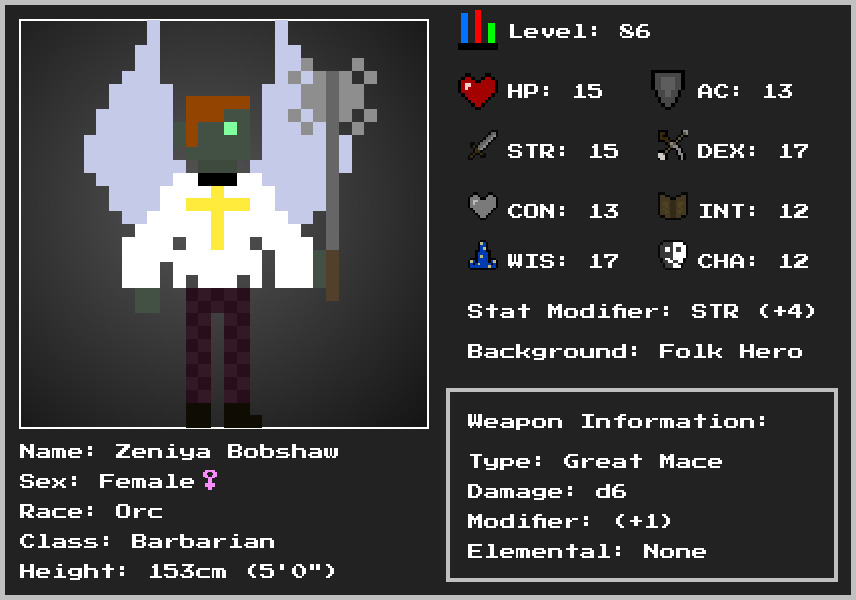 Level: 86
HP: 15
AC: 13
STR: 15
DEX: 17
CON: 13
INT: 12
WIS: 17
CHA: 12
Stat Modifier: STR (+4)
Background: Folk Hero
Weapon Information:
Type: Great Mace
Damage: d6
Modifier: (+1)
Elemental: None
Name: Zeniya Bobshaw
Sex: Female♀
Race: Orc
Class: Barbarian
Height: 153cm (5'0")